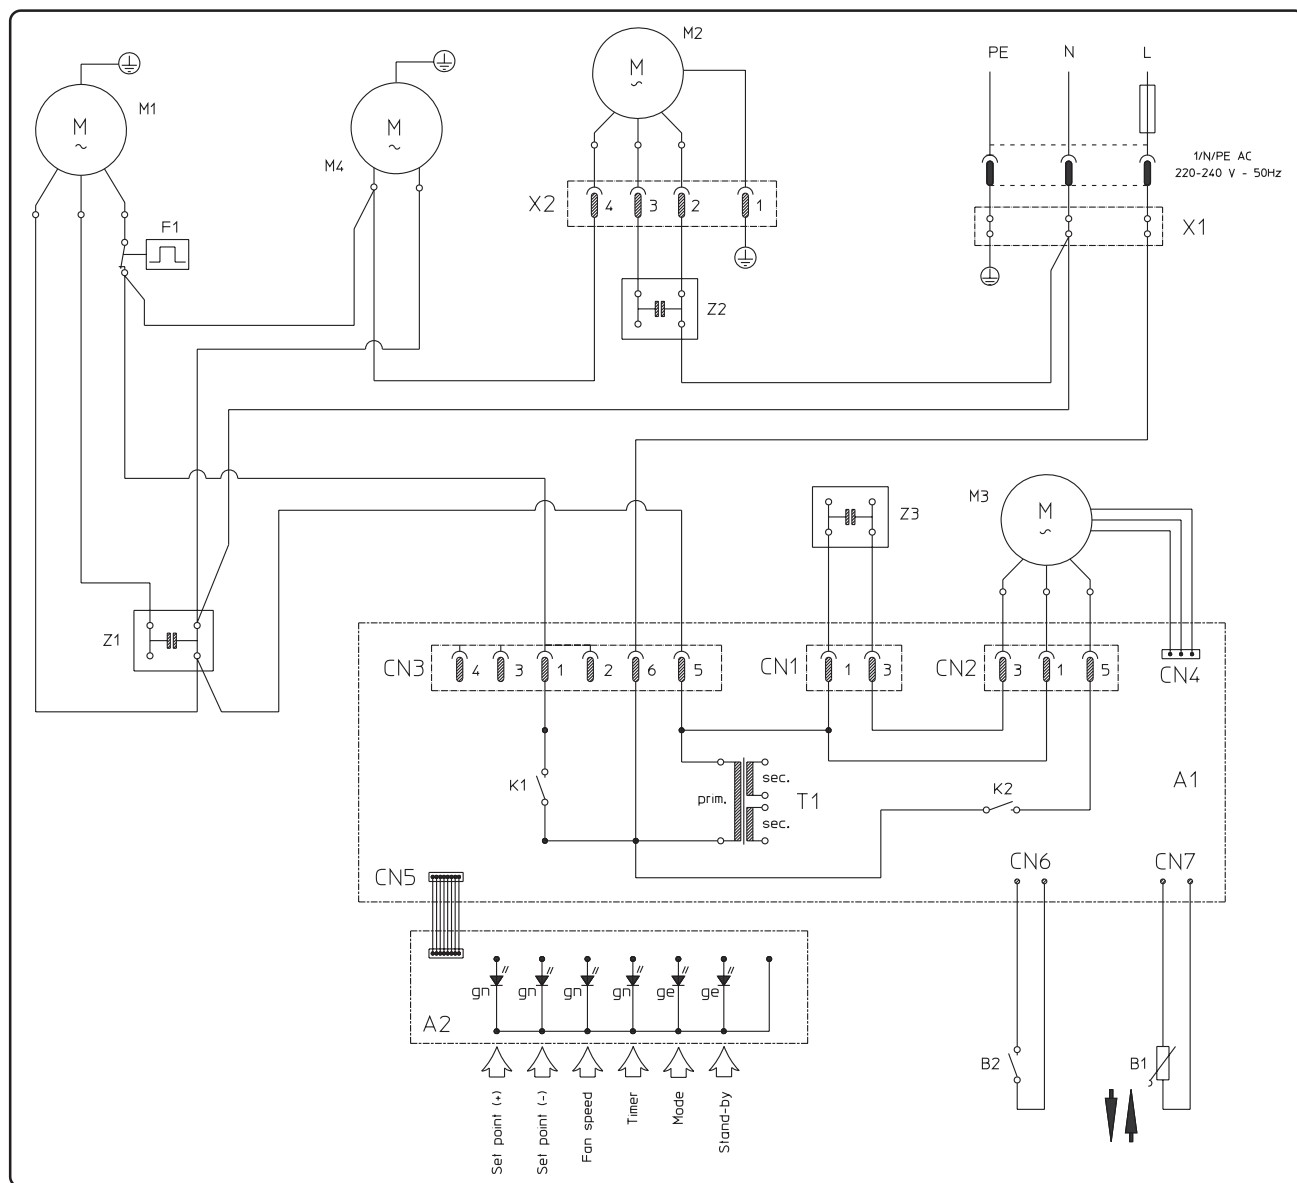 M2
PE N L
M1
M
~
M
~
M
~
M4
1/N/PE AC
220-240 V - 50Hz
X2
4 3 2 1
X1
F1
Z2
M3
M
~
Z3
Z1
CN3
4 3 1 2 6 5
CN1
1 3
CN2
3 1 5
CN4
K1
prim.
sec.
sec.
T1
K2
A1
CN5
CN6
CN7
gn gn gn gn ge ge
A2
B2
B1
Set point (+)
Set point (-)
Fan speed
Timer
Mode
Stand-by